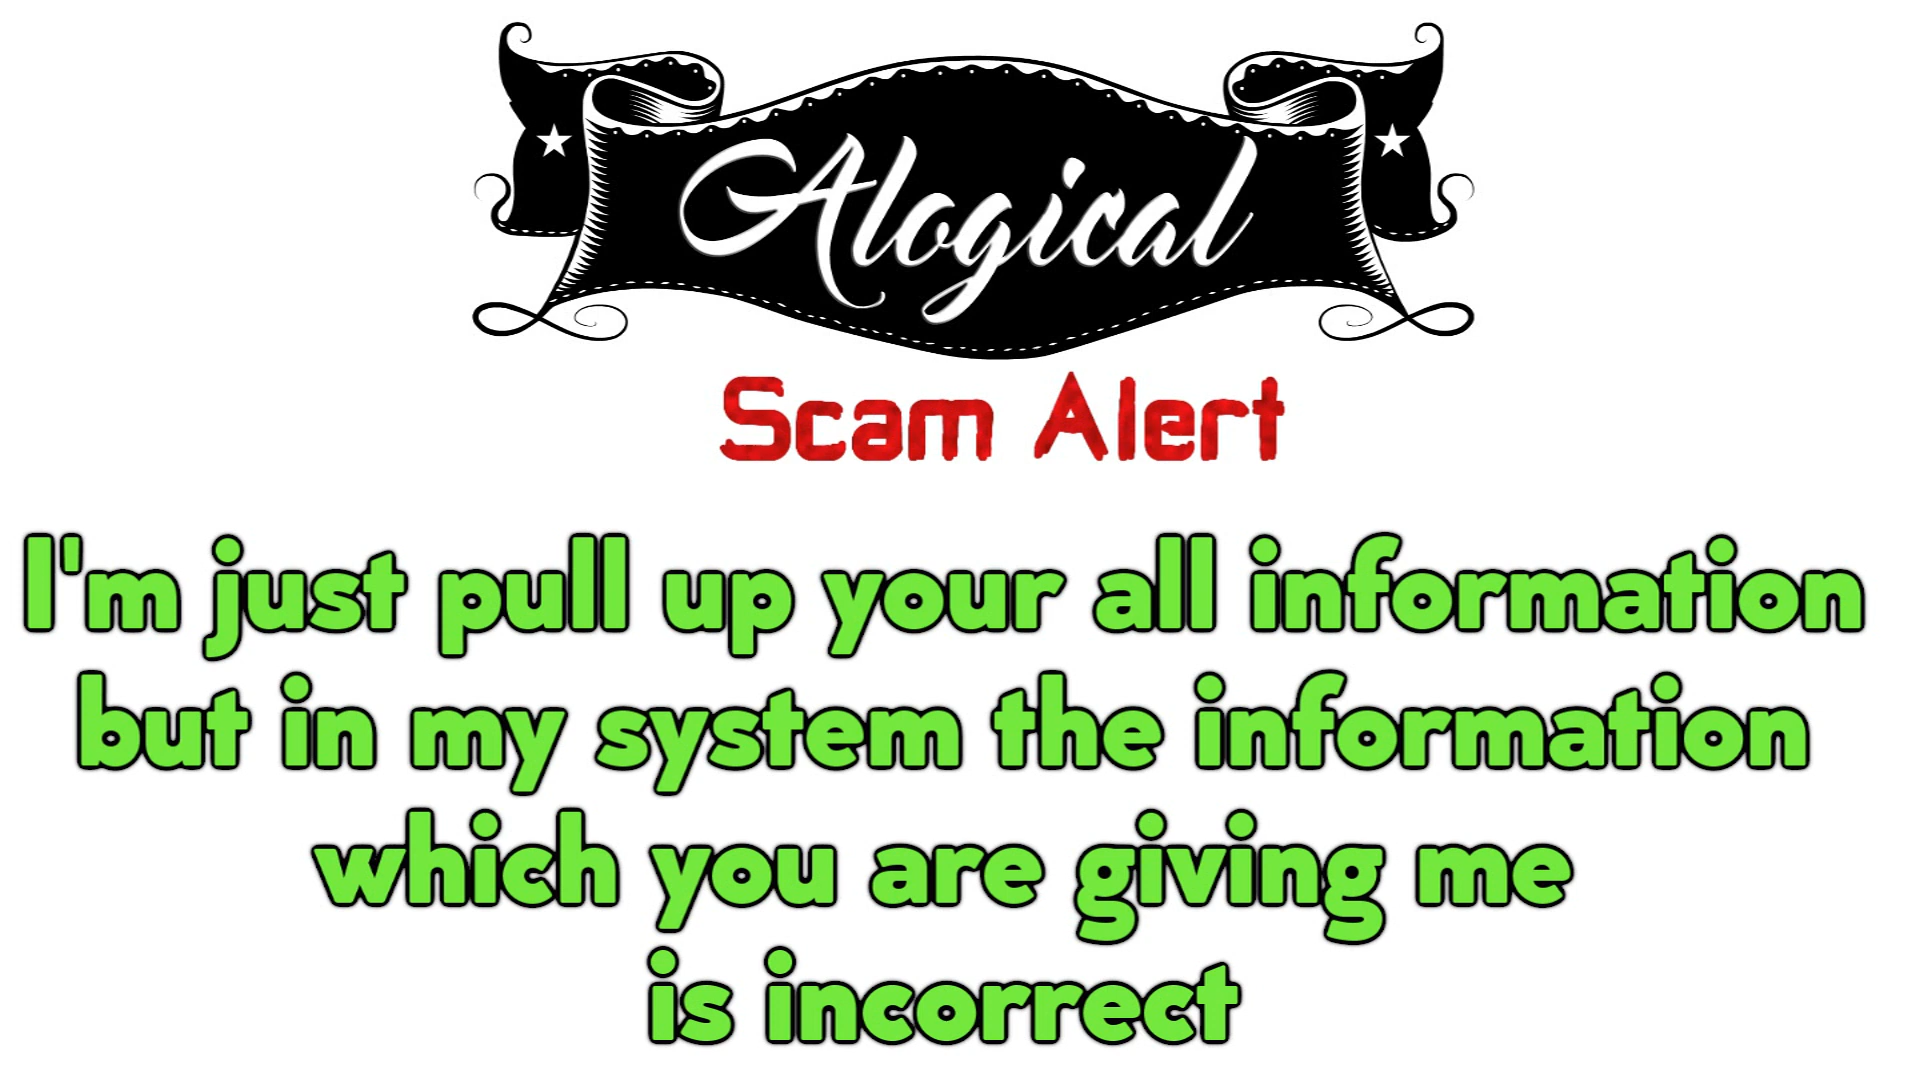 Alogical
Scam Alert
I'm just pull up your all information
but in my system the information
which you are giving me
is incorrect